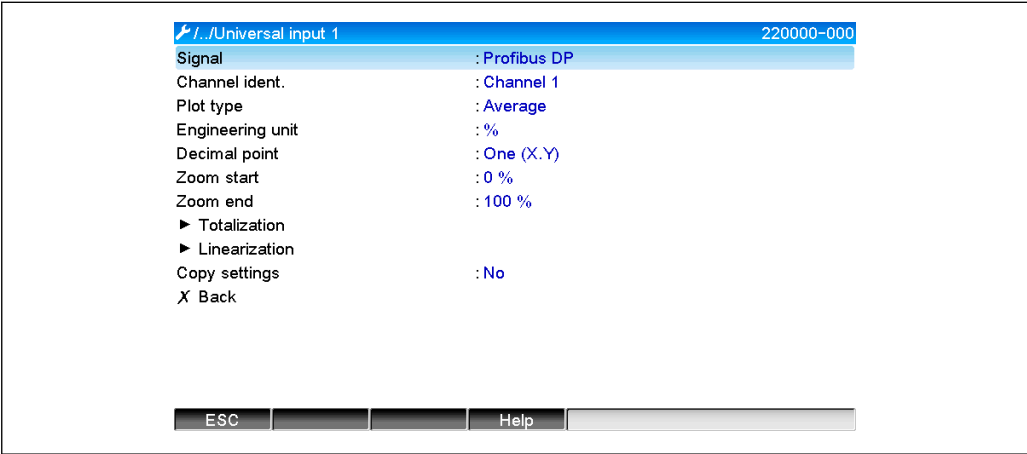 /../Universal input 1 220000-000
Signal : Profibus DP
Channel ident. : Channel 1
Plot type : Average
Engineering unit : %
Decimal point : One (X.Y)
Zoom start : 0 %
Zoom end : 100 %
► Totalization
► Linearization
Copy settings : No
X Back
ESC Help